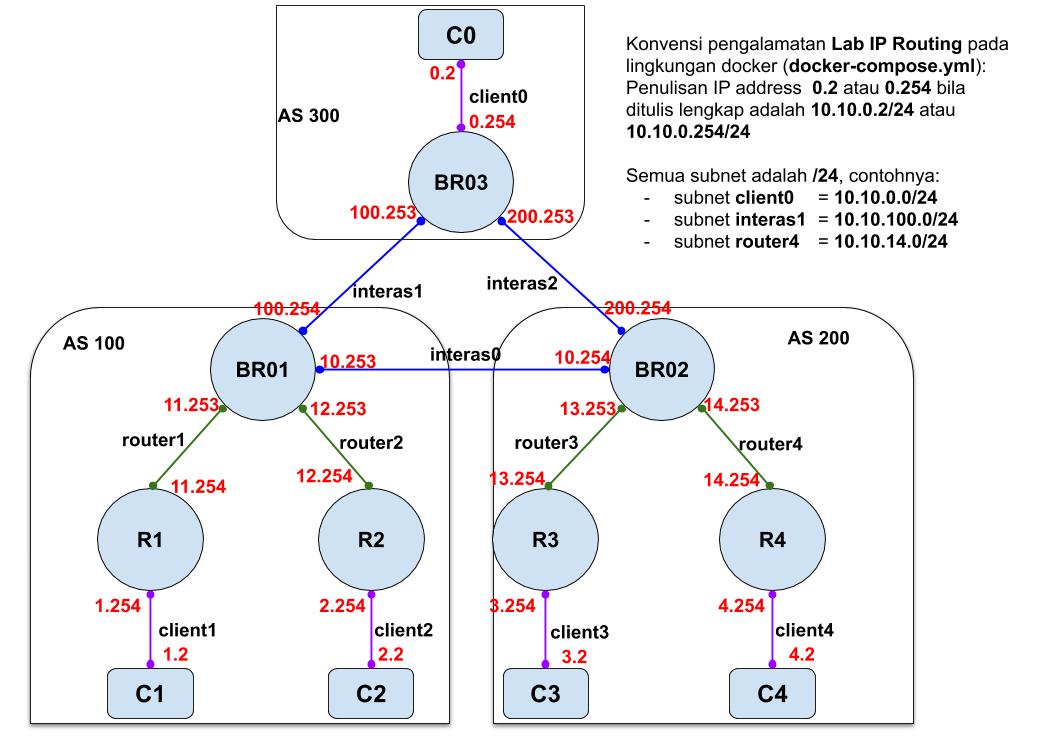 C0
0.2
client0
0.254
AS 300
BR03
100.253
200.253
Konvensi pengalamatan Lab IP Routing pada
lingkungan docker (docker-compose.yml):
Penulisan IP address 0.2 atau 0.254 bila
ditulis lengkap adalah 10.10.0.2/24 atau
10.10.0.254/24
Semua subnet adalah /24, contohnya:
- subnet client0 = 10.10.0.0/24
- subnet interas1 = 10.10.100.0/24
- subnet router4 = 10.10.14.0/24
interas1
interas2
100.254
200.254
AS 100
AS 200
BR01
10.253
interas0
10.254
BR02
11.253
12.253
13.253
14.253
router1
router2
router3
router4
11.254
12.254
13.254
14.254
R1
R2
R3
R4
1.254
2.254
3.254
4.254
client1
client2
client3
client4
1.2
2.2
3.2
4.2
C1
C2
C3
C4